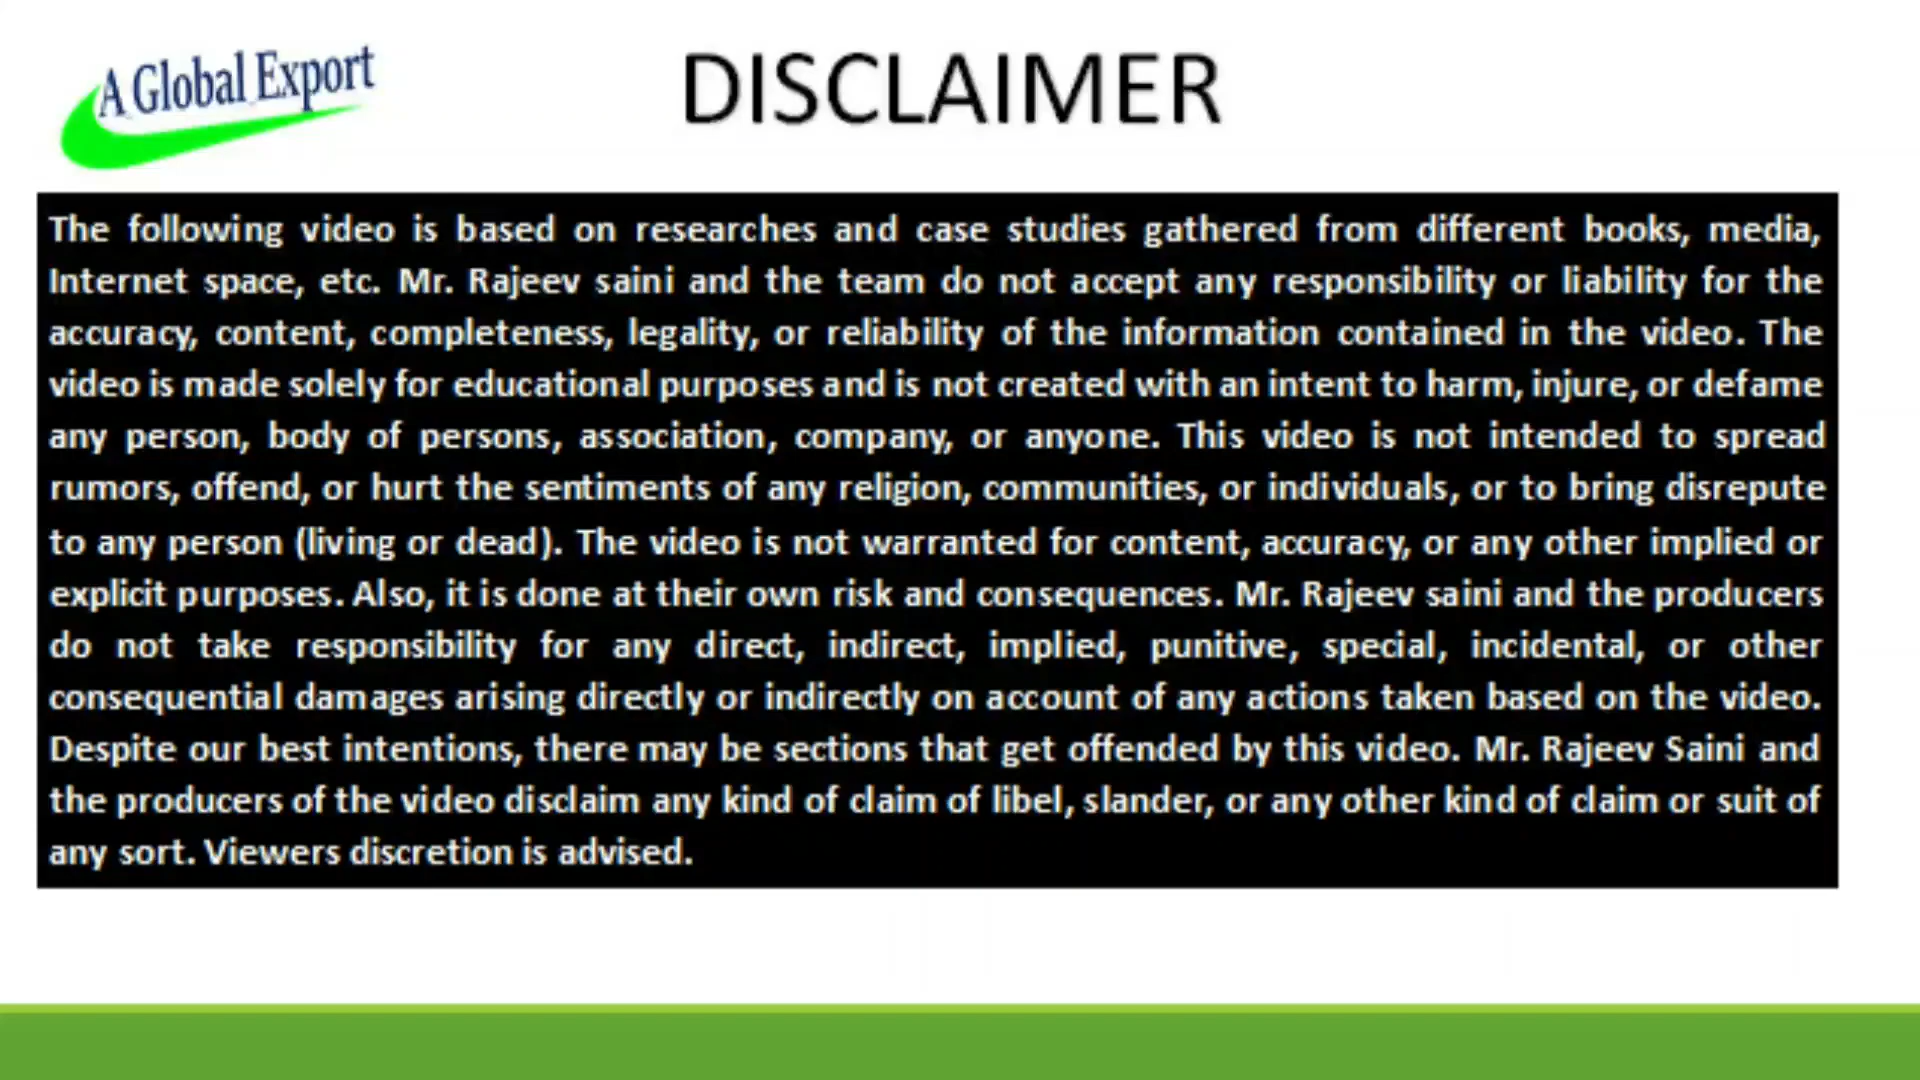 A Global Export
DISCLAIMER
The following video is based on researches and case studies gathered from different books, media,
Internet space, etc. Mr. Rajeev saini and the team do not accept any responsibility or liability for the
accuracy, content, completeness, legality, or reliability of the information contained in the video. The
video is made solely for educational purposes and is not created with an intent to harm, injure, or defame
any person, body of persons, association, company, or anyone. This video is not intended to spread
rumors, offend, or hurt the sentiments of any religion, communities, or individuals, or to bring disrepute
to any person (living or dead). The video is not warranted for content, accuracy, or any other implied or
explicit purposes. Also, it is done at their own risk and consequences. Mr. Rajeev saini and the producers
do not take responsibility for any direct, indirect, implied, punitive, special, incidental, or other
consequential damages arising directly or indirectly on account of any actions taken based on the video.
Despite our best intentions, there may be sections that get offended by this video. Mr. Rajeev Saini and
the producers of the video disclaim any kind of claim of libel, slander, or any other kind of claim or suit of
any sort. Viewers discretion is advised.